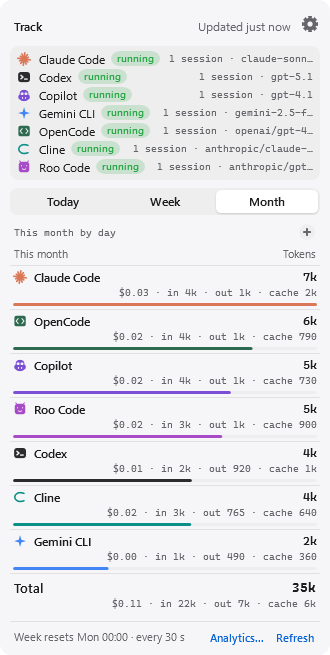 Track Updated just now
Claude Code running 1 session · claude-sonn…
Codex running 1 session · gpt-5.1
Copilot running 1 session · gpt-4.1
Gemini CLI running 1 session · gemini-2.5-f…
OpenCode running 1 session · openai/gpt-4…
Cline running 1 session · anthropic/claude-…
Roo Code running 1 session · anthropic/gpt…
Today Week Month
This month by day +
This month Tokens
Claude Code 7k
$0.03 · in 4k · out 1k · cache 2k
OpenCode 6k
$0.02 · in 4k · out 1k · cache 790
Copilot 5k
$0.02 · in 4k · out 1k · cache 730
Roo Code 5k
$0.02 · in 3k · out 1k · cache 900
Codex 4k
$0.01 · in 2k · out 920 · cache 1k
Cline 4k
$0.02 · in 3k · out 765 · cache 640
Gemini CLI 2k
$0.00 · in 1k · out 490 · cache 360
Total 35k
$0.11 · in 22k · out 7k · cache 6k
Week resets Mon 00:00 · every 30 s Analytics... Refresh